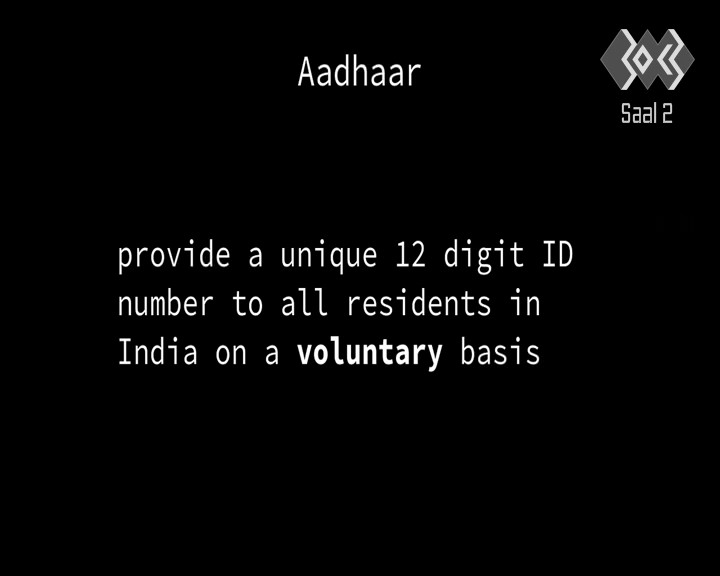 Aadhaar
Saal 2
provide a unique 12 digit ID
number to all residents in
India on a voluntary basis